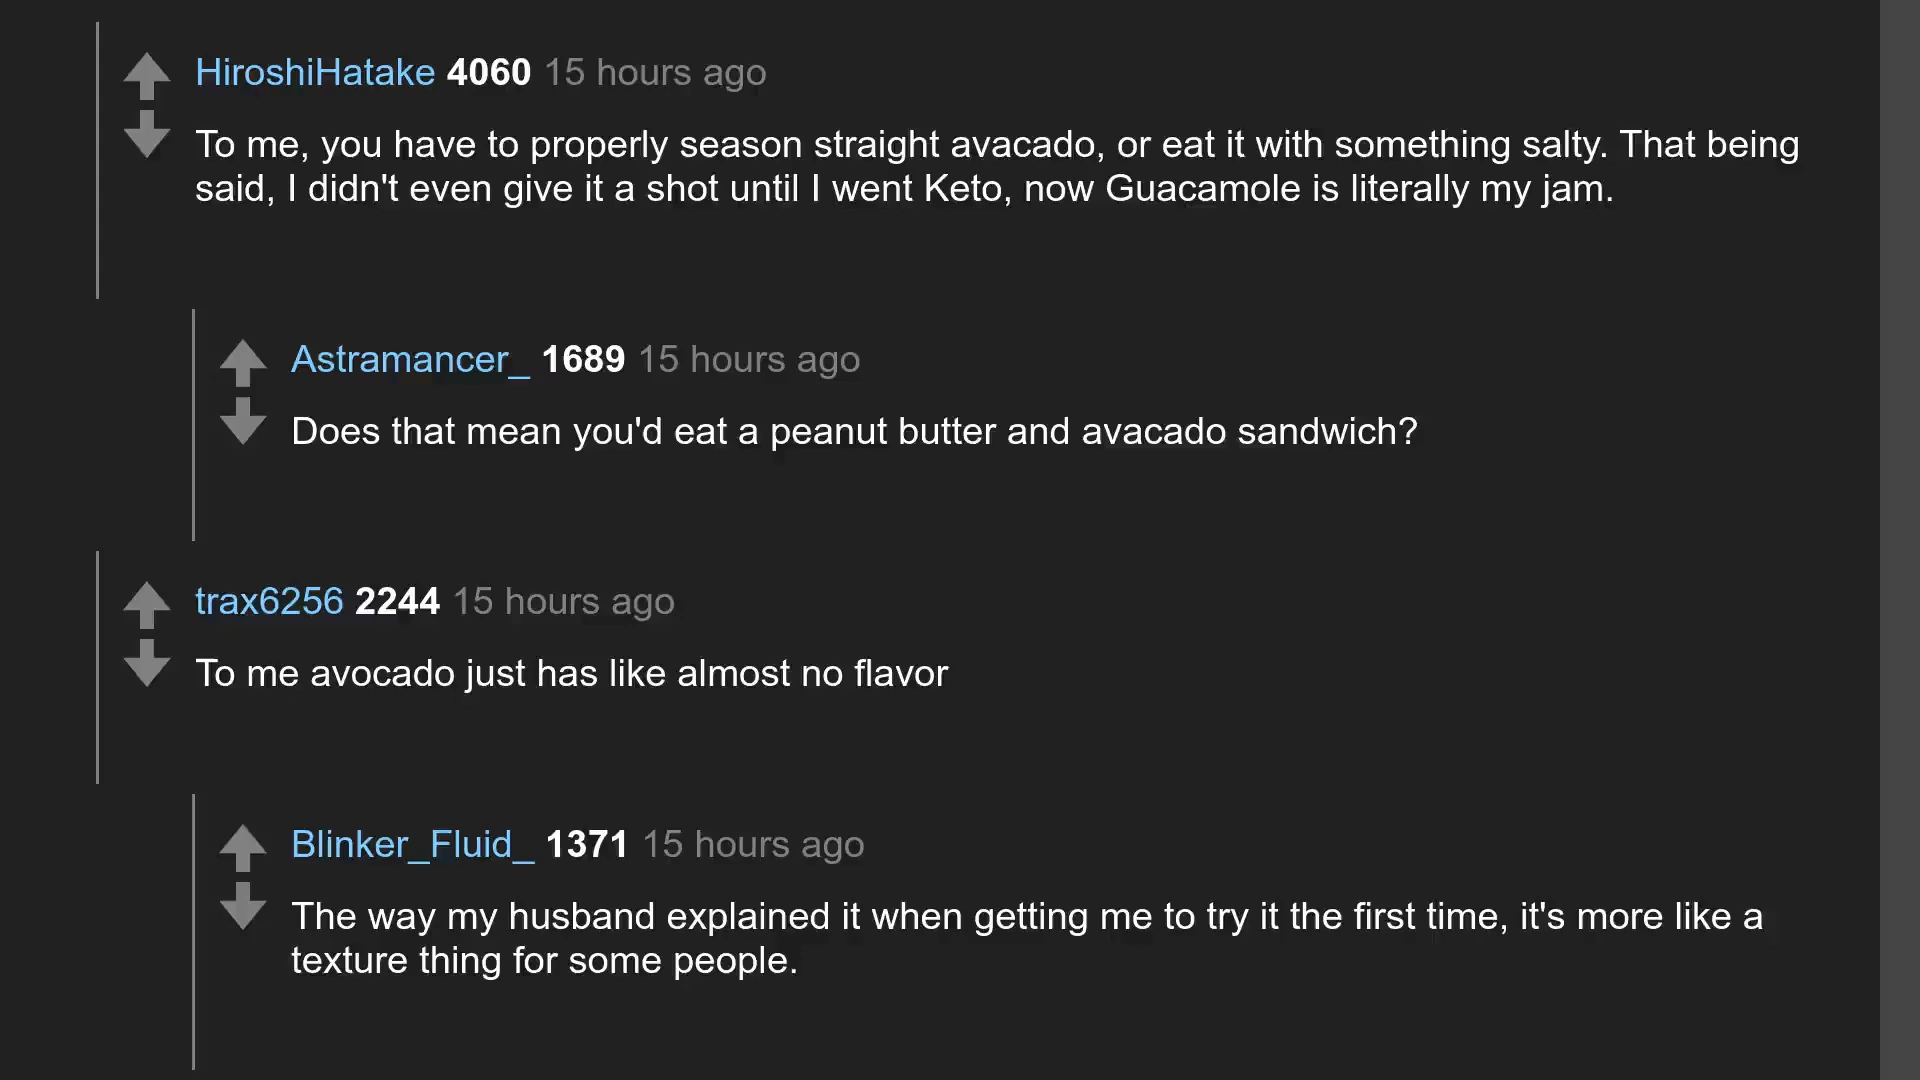 HiroshiHatake 4060 15 hours ago
To me, you have to properly season straight avacado, or eat it with something salty. That being
said, I didn't even give it a shot until I went Keto, now Guacamole is literally my jam.
Astramancer_ 1689 15 hours ago
Does that mean you'd eat a peanut butter and avacado sandwich?
trax6256 2244 15 hours ago
To me avocado just has like almost no flavor
Blinker_Fluid_ 1371 15 hours ago
The way my husband explained it when getting me to try it the first time, it's more like a
texture thing for some people.